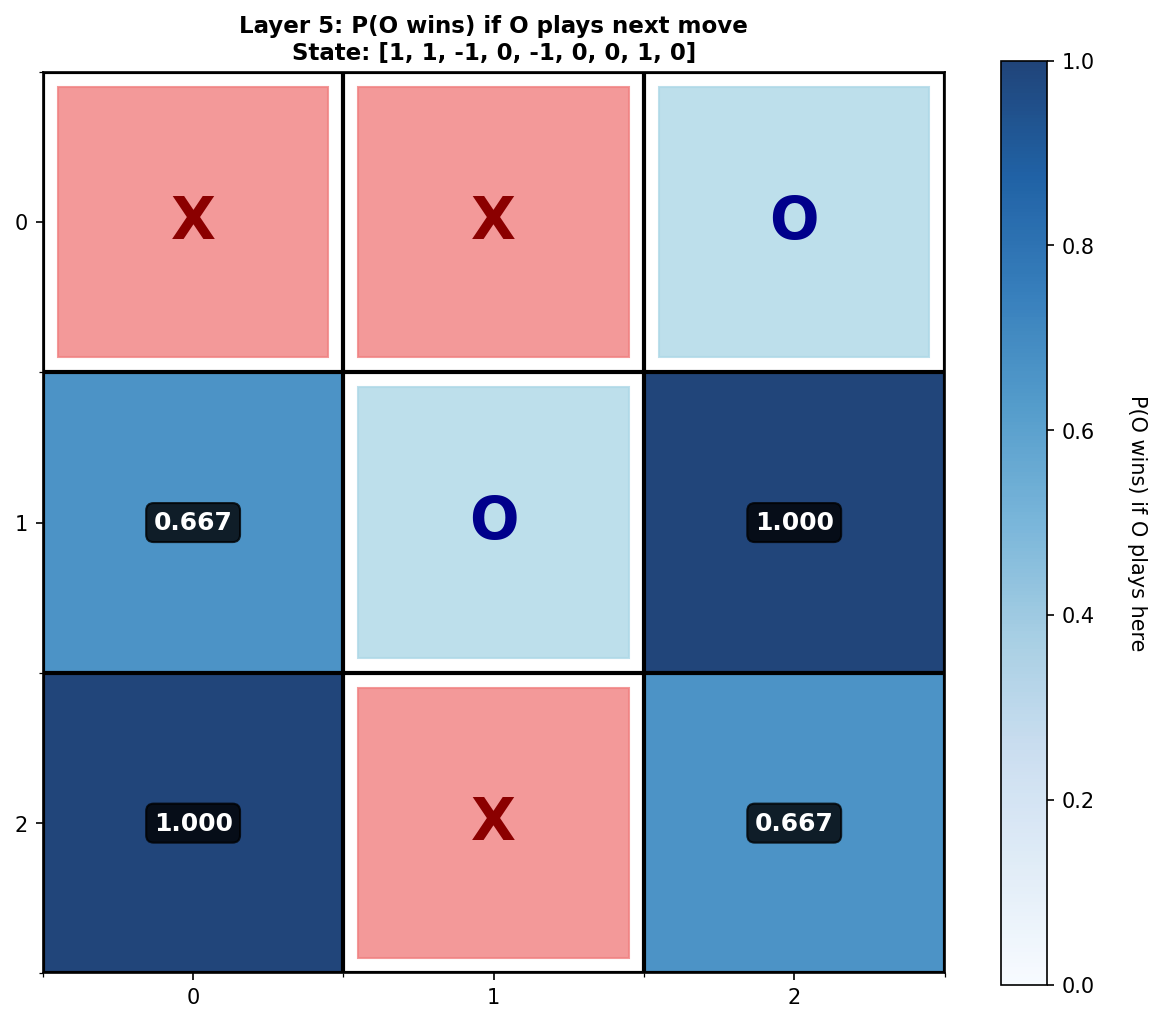 Layer 5: P(O wins) if O plays next move
State: [1, 1, -1, 0, -1, 0, 0, 1, 0]
X X O
0.667 O 1.000
1.000 X 0.667
0
1
2
0 1 2
1.0
0.8
0.6
0.4
0.2
0.0
P(O wins) if O plays here